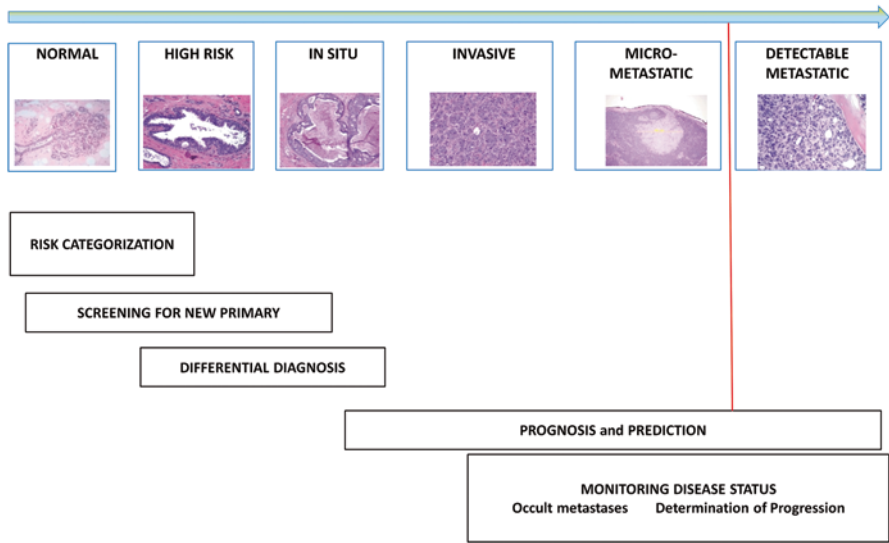 NORMAL
HIGH RISK
IN SITU
INVASIVE
MICRO-
METASTATIC
DETECTABLE
METASTATIC
RISK CATEGORIZATION
SCREENING FOR NEW PRIMARY
DIFFERENTIAL DIAGNOSIS
PROGNOSIS and PREDICTION
MONITORING DISEASE STATUS
Occult metastases Determination of Progression